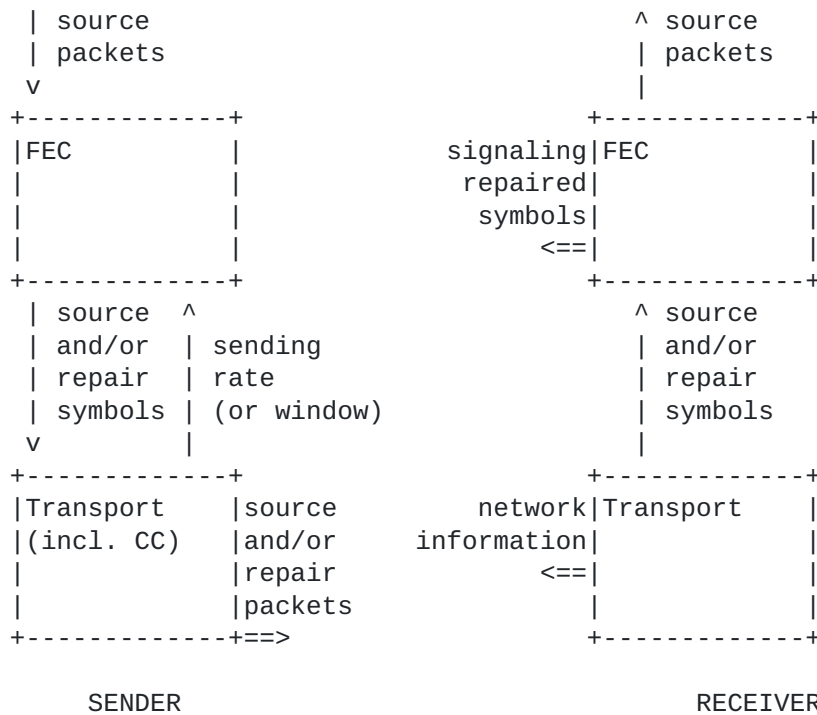 | source                                 ^ source
 | packets                                | packets
 v                                        |
+-------------+                        +-------------+
|FEC          |              signaling|FEC          |
|             |               repaired|             |
|             |                symbols|             |
|             |                    <==|             |
+-------------+                        +-------------+
 | source  ^                              ^ source
 | and/or  | sending                      | and/or
 | repair  | rate                         | repair
 | symbols | (or window)                  | symbols
 v         |                              |
+-------------+                        +-------------+
|Transport    |source           network|Transport    |
|(incl. CC)   |and/or       information|             |
|             |repair               <==|             |
|             |packets                 |             |
+-------------+==>                     +-------------+
SENDER                                 RECEIVER